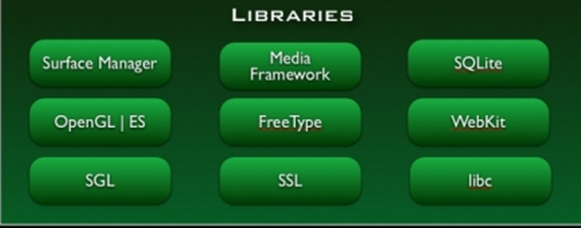 LIBRARIES
Surface Manager
Media
Framework
SQLite
OpenGL | ES
FreeType
WebKit
SGL
SSL
libc